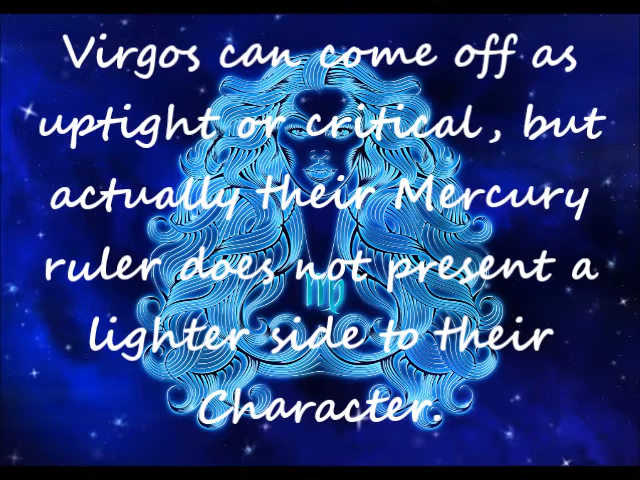 Virgos can come off as
uptight or critical, but
actually their Mercury
ruler does not present a
lighter side to their
Character.